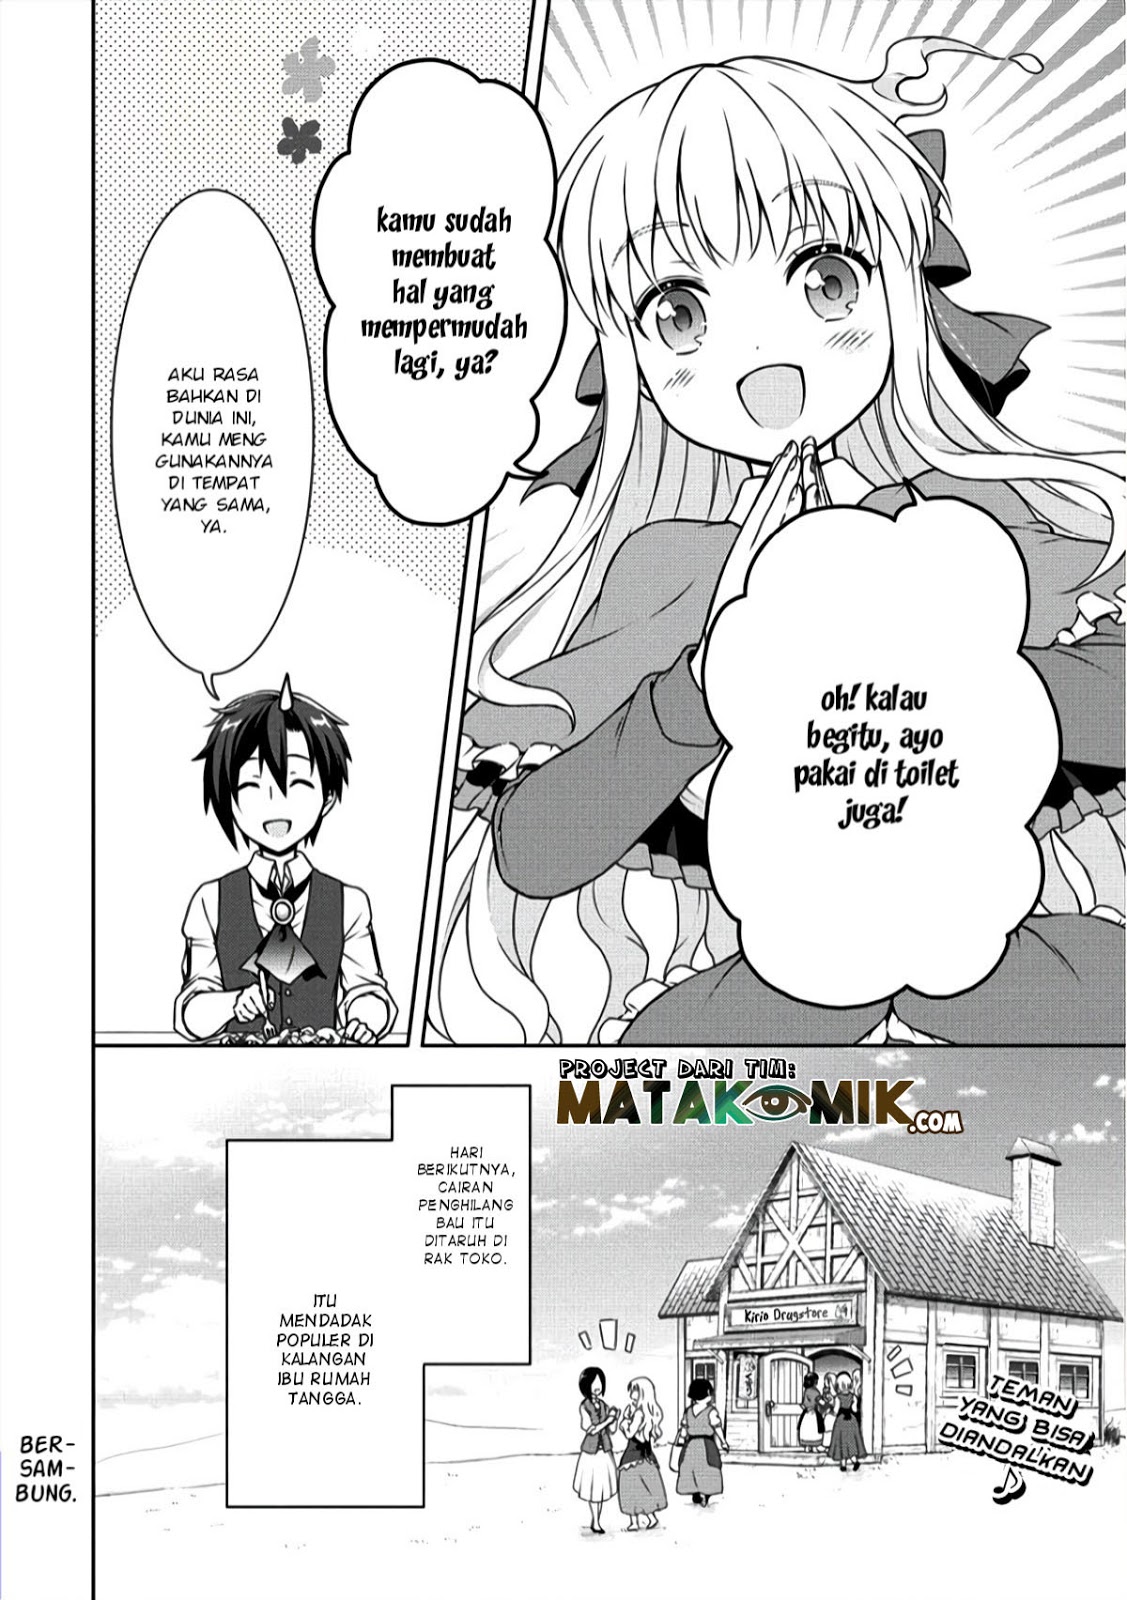 oh! kalau
begitu, ayo
pakai di toilet
juga!
kamu sudah
membuat
hal yang
mempermudah
lagi, ya?
AKU RASA
BAHKAN DI
DUNIA INI,
KAMU MENG
GUNAKANNYA
DI TEMPAT
YANG SAMA,
YA.
PROJECT DARI TIM:
MATAKOMIK
.COM
HARI
BERIKUTNYA,
CAIRAN
PENGHILANG
BAU ITU
DITARUH DI
RAK TOKO.
ITU
MENDADAK
POPULER DI
KALANGAN
IBU RUMAH
TANGGA.
Kirio Drugstore
TEMAN
YANG BISA
DIANDALKAN
BER-
SAM-
BUNG.